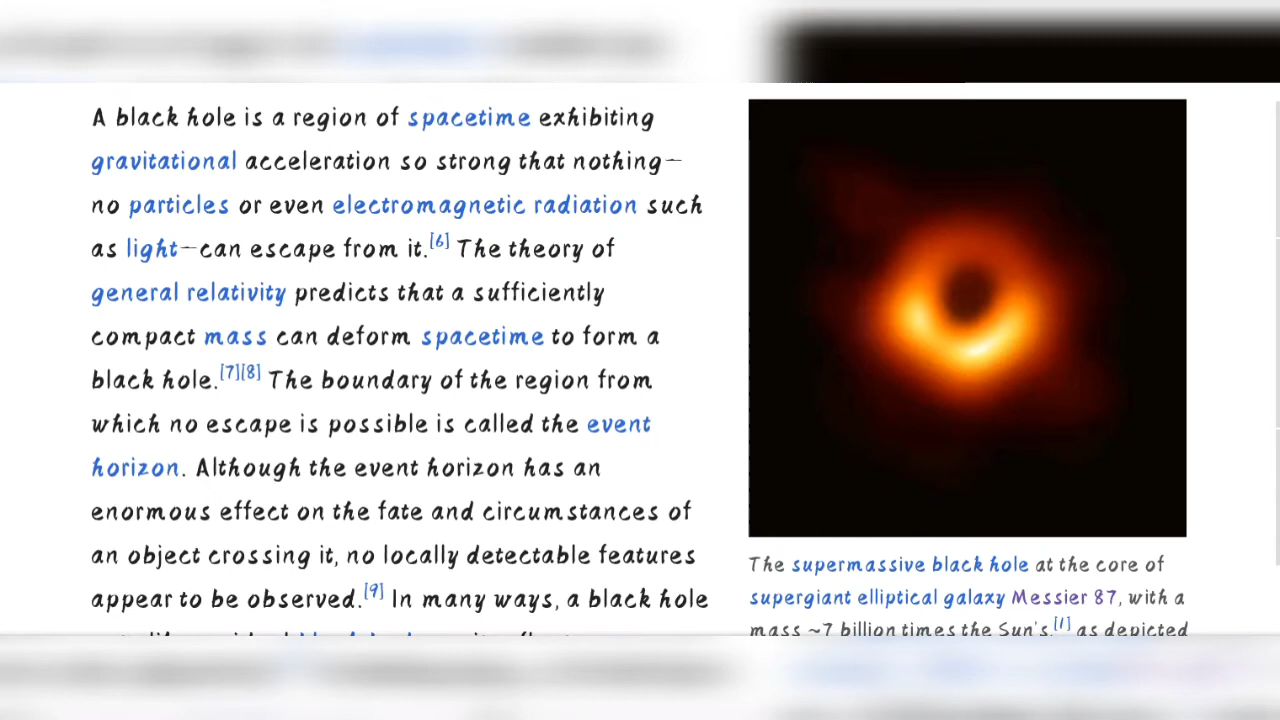 A black hole is a region of spacetime exhibiting
gravitational acceleration so strong that nothing—
no particles or even electromagnetic radiation such
as light—can escape from it.[6] The theory of
general relativity predicts that a sufficiently
compact mass can deform spacetime to form a
black hole.[7][8] The boundary of the region from
which no escape is possible is called the event
horizon. Although the event horizon has an
enormous effect on the fate and circumstances of
an object crossing it, no locally detectable features
appear to be observed.[9] In many ways, a black hole
The supermassive black hole at the core of
supergiant elliptical galaxy Messier 87, with a
mass ~7 billion times the Sun's,[1] as depicted